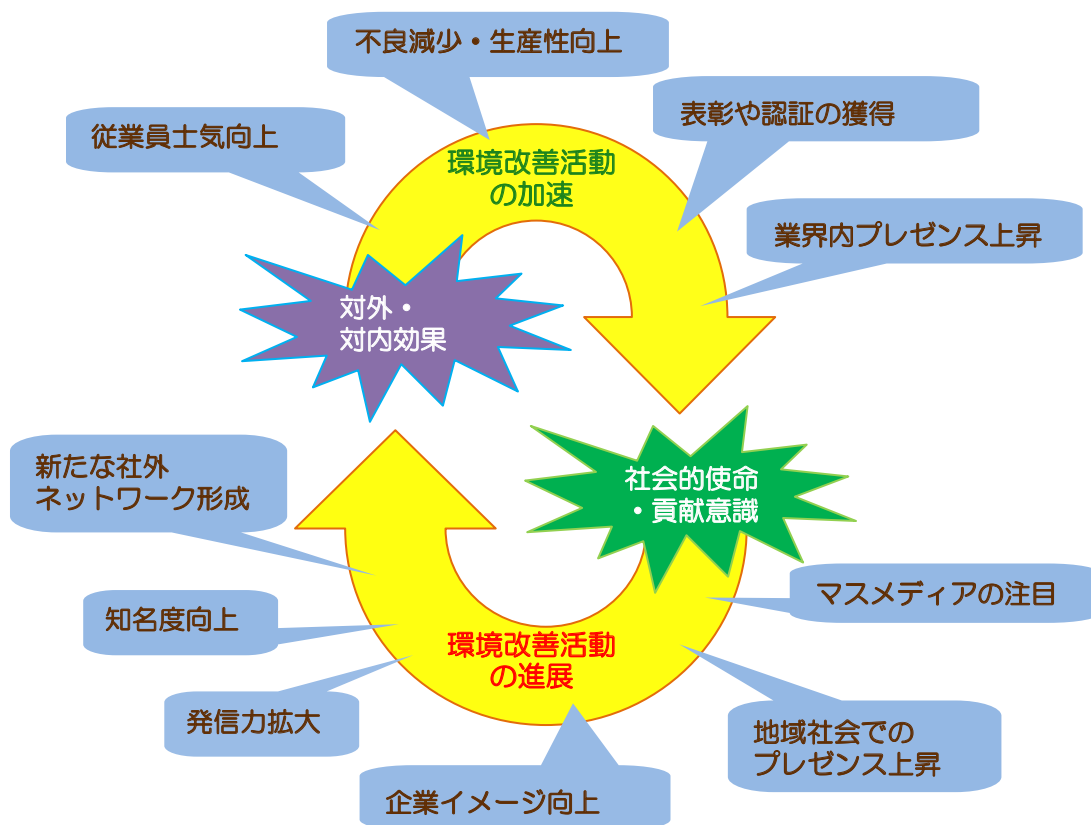 不良減少・生産性向上
表彰や認証の獲得
従業員士気向上
環境改善活動
の加速
業界内プレゼンス上昇
対外・
対内効果
社会的使命
・貢献意識
新たな社外
ネットワーク形成
マスメディアの注目
知名度向上
環境改善活動
の進展
発信力拡大
地域社会での
プレゼンス上昇
企業イメージ向上